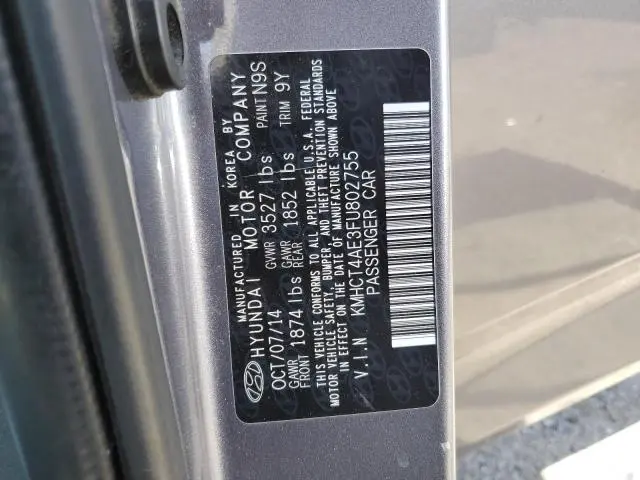 MANUFACTURED IN KOREA BY
HYUNDAI MOTOR COMPANY
OCT/07/14 GVWR 3527 lbs PAINT N9S
GAWR FRONT 1874 lbs GAWR REAR 1852 lbs TRIM 9Y
THIS VEHICLE CONFORMS TO ALL APPLICABLE U.S.A. FEDERAL
MOTOR VEHICLE SAFETY, BUMPER, AND THEFT PREVENTION STANDARDS
IN EFFECT ON THE DATE OF MANUFACTURE SHOWN ABOVE
V.I.N KMHCT4AE3FU802755
PASSENGER CAR